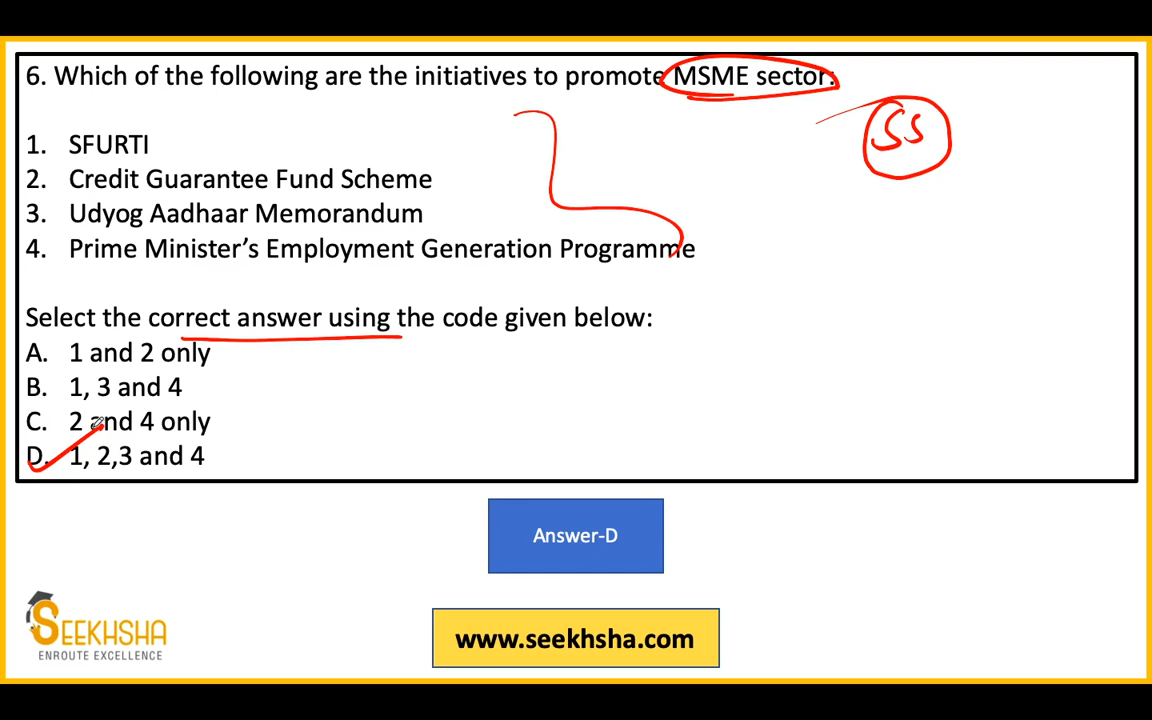 6. Which of the following are the initiatives to promote MSME sector:
SS
1. SFURTI
2. Credit Guarantee Fund Scheme
3. Udyog Aadhaar Memorandum
4. Prime Minister’s Employment Generation Programme
Select the correct answer using the code given below:
A. 1 and 2 only
B. 1, 3 and 4
C. 2 and 4 only
D. 1, 2,3 and 4
Answer-D
SEEKHSHA
ENROUTE EXCELLENCE
www.seekhsha.com